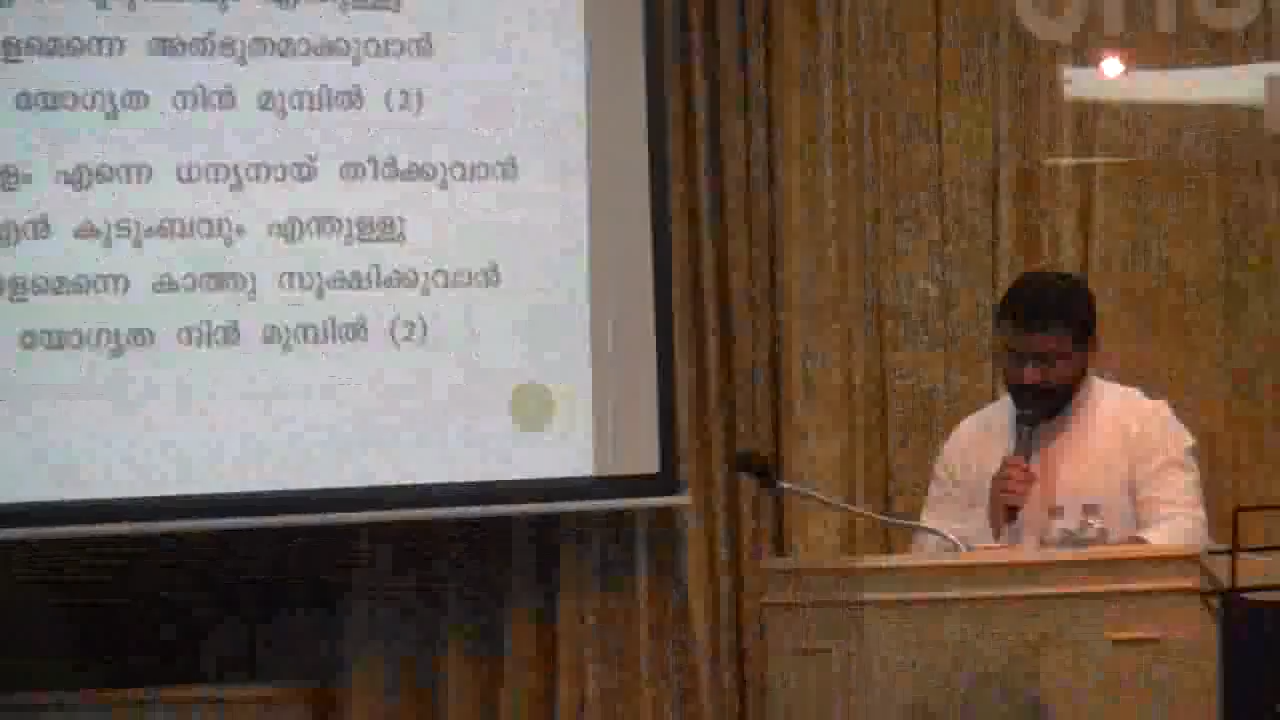 ളമെന്നെ അത്ഭുതമാക്കുവാൻ
യോഗ്യത നിൻ മുമ്പിൽ (2)
ളം എന്നെ ധന്യനായ് തീർക്കുവാൻ
എൻ കുടുംബവും എന്തുള്ളു
ളമെന്നെ കാത്തു സൂക്ഷിക്കുവാൻ
യോഗ്യത നിൻ മുമ്പിൽ (2)